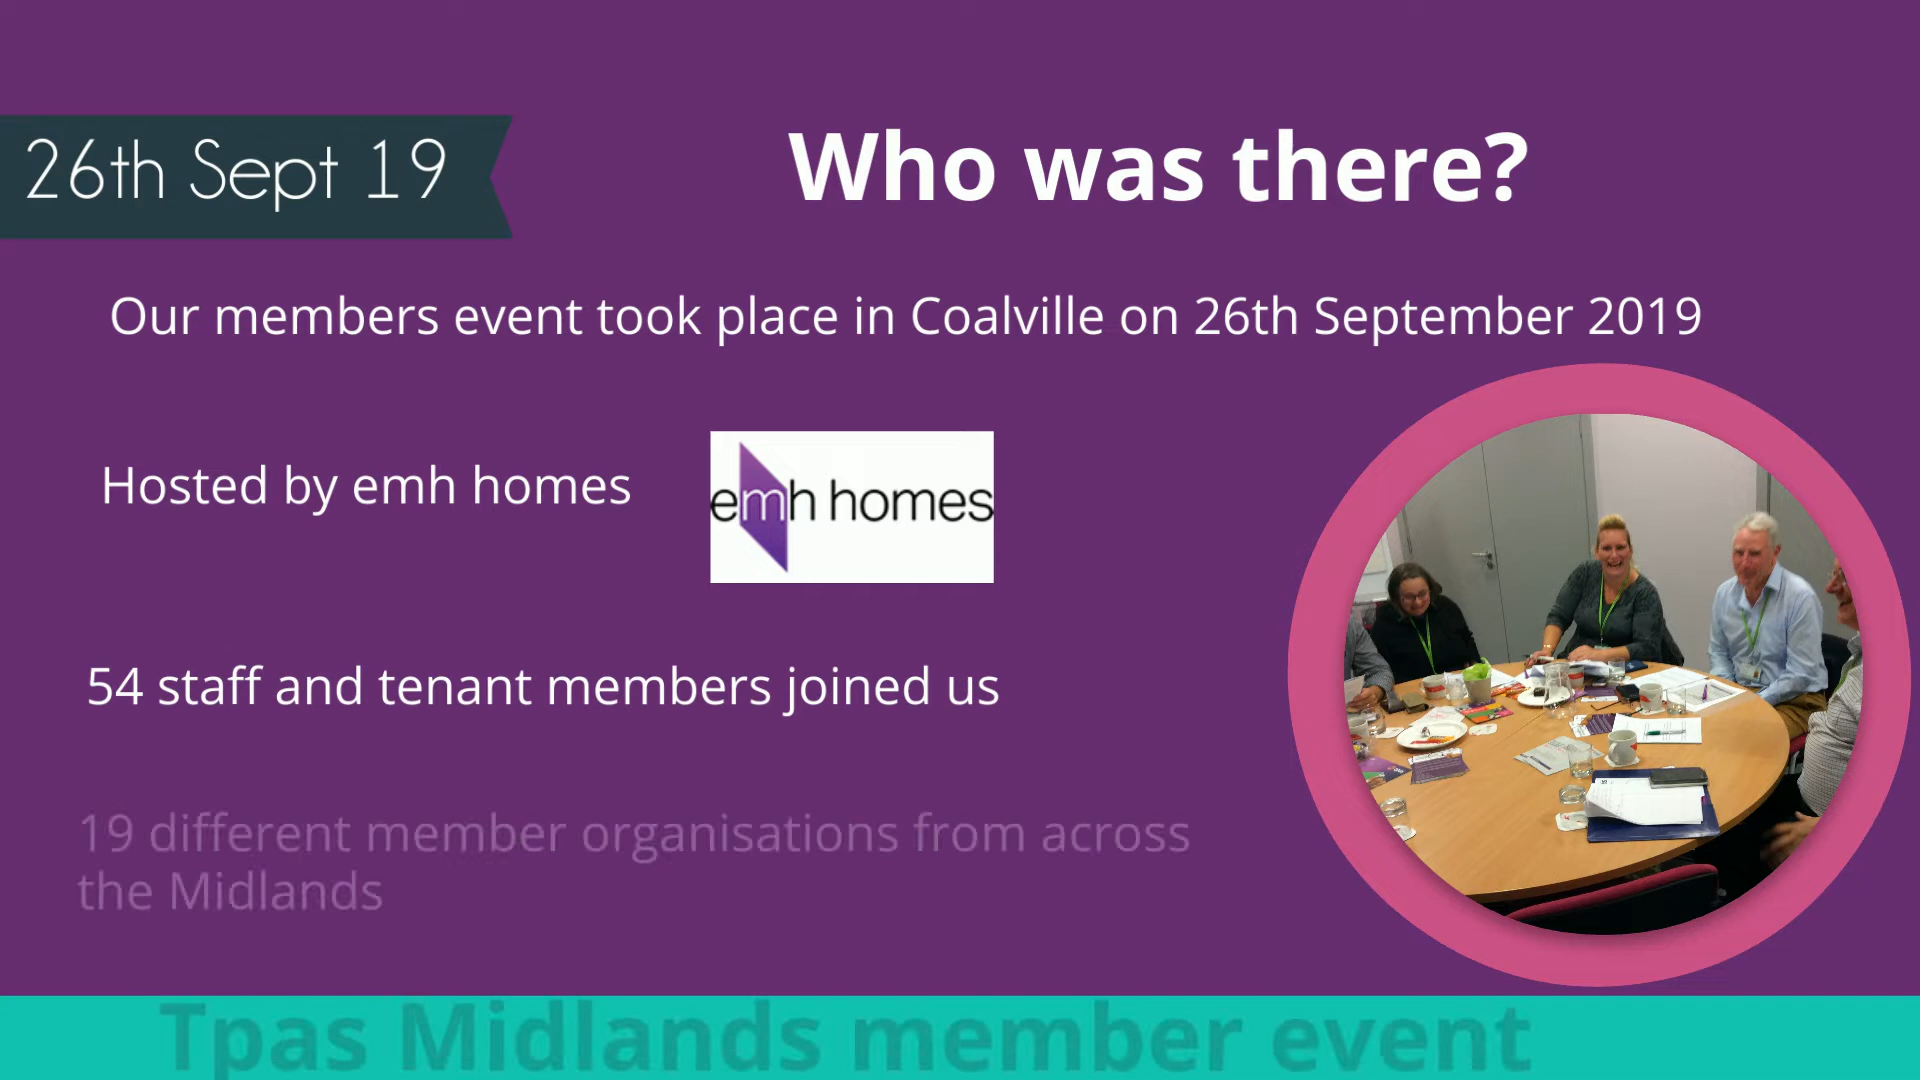 26th Sept 19
Who was there?
Our members event took place in Coalville on 26th September 2019
Hosted by emh homes
emh homes
54 staff and tenant members joined us
19 different member organisations from across
the Midlands
Tpas Midlands member event